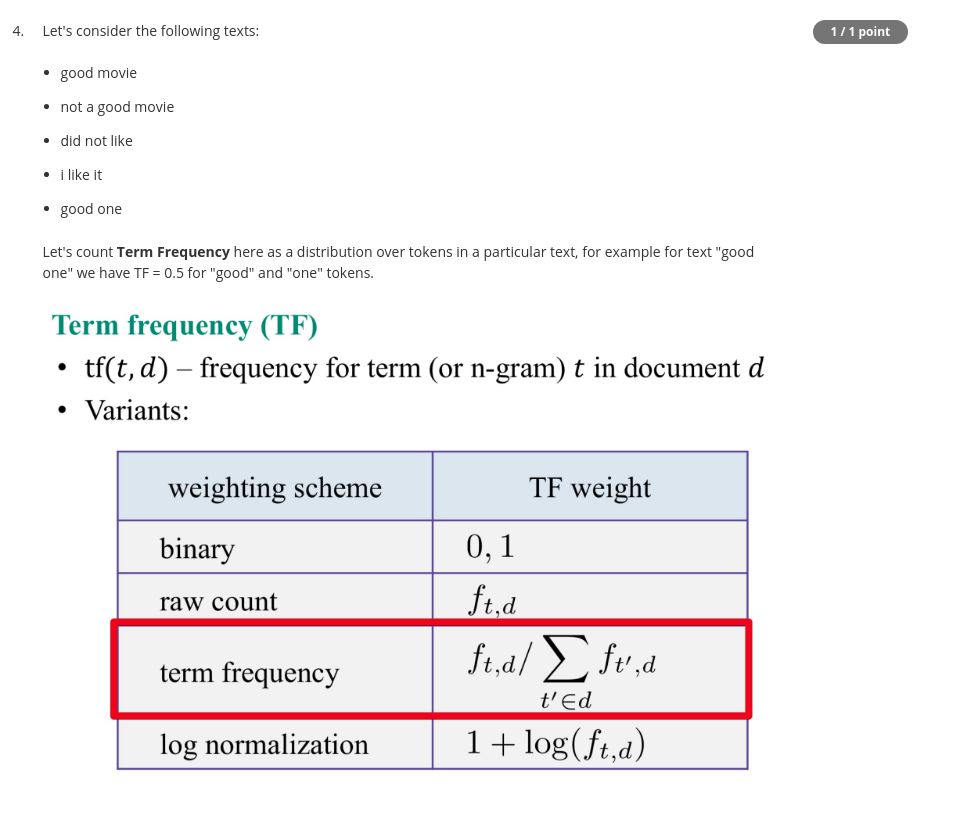 4. Let's consider the following texts:
1 / 1 point
• good movie
• not a good movie
• did not like
• i like it
• good one
Let's count Term Frequency here as a distribution over tokens in a particular text, for example for text "good
one" we have TF = 0.5 for "good" and "one" tokens.
Term frequency (TF)
• tf(t, d) – frequency for term (or n-gram) t in document d
• Variants:
weighting scheme TF weight
binary 0, 1
raw count f_{t,d}
term frequency f_{t,d} / ∑_{t'∈d} f_{t',d}
log normalization 1 + log(f_{t,d})